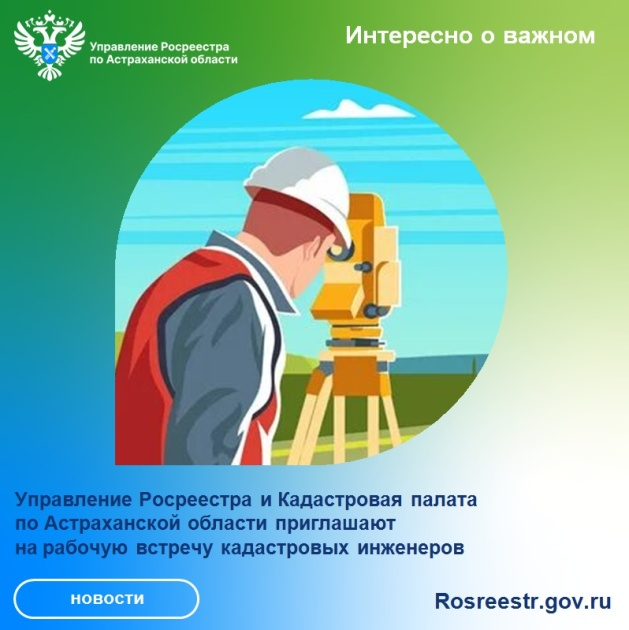 Управление Росреестра
по Астраханской области
Интересно о важном
Управление Росреестра и Кадастровая палата
по Астраханской области приглашают
на рабочую встречу кадастровых инженеров
новости
Rosreestr.gov.ru